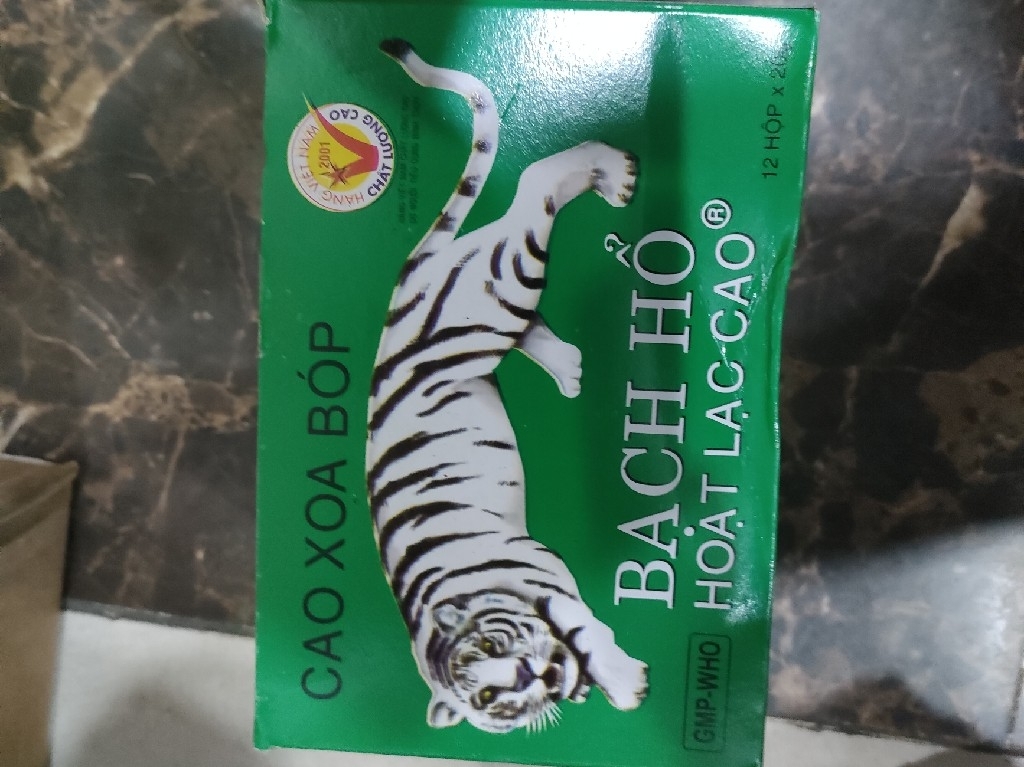 CAO XOA BÓP
HÀNG VIỆT NAM
2001
CHẤT LƯỢNG CAO
BẠCH HỔ
HOẠT LẠC CAO®
GMP-WHO
12 HỘP x